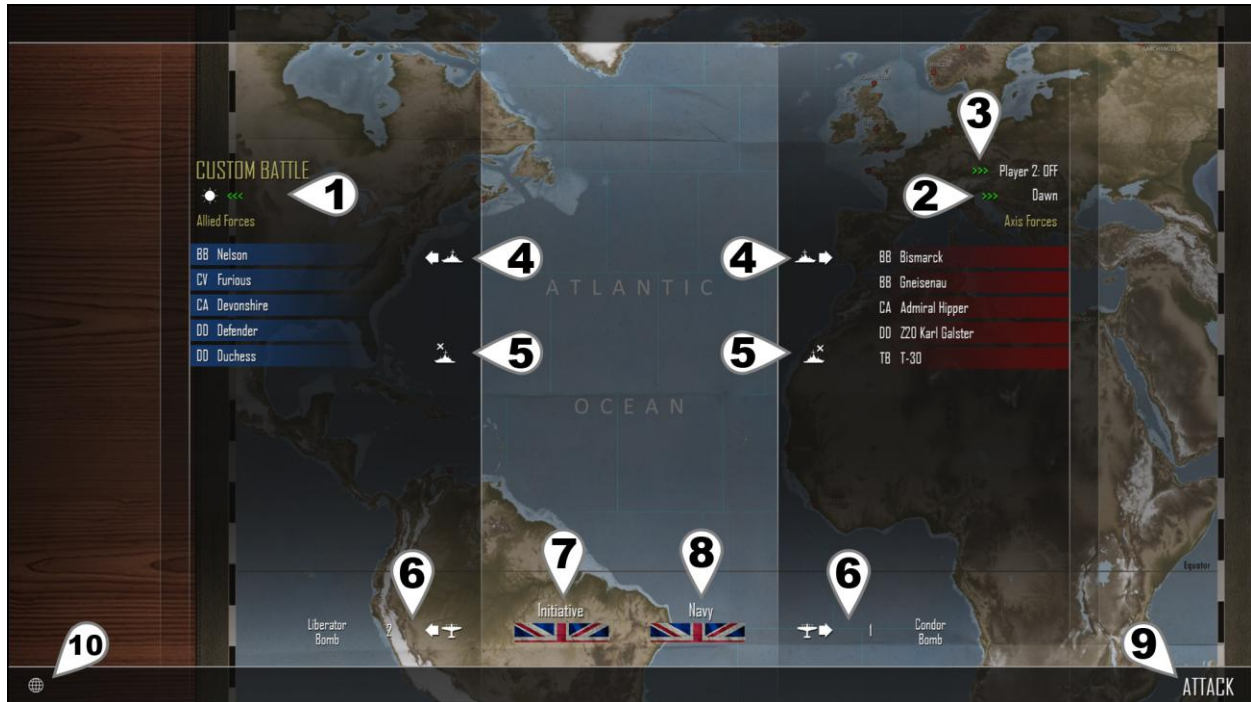 ARCHANGELSK
3
CUSTOM BATTLE
>>> Player 2: OFF
<<<
1
2
>>> Dawn
Allied Forces
Axis Forces
BB Nelson
4
4
BB Bismarck
CV Furious
BB Gneisenau
ATLANTIC
CA Devonshire
CA Admiral Hipper
DD Defender
DD Z20 Karl Galster
DD Duchess
5
5
TB T-30
OCEAN
7
8
6
6
Equator
Initiative
Navy
Liberator
Bomb
2
1
Condor
Bomb
10
9
ATTACK